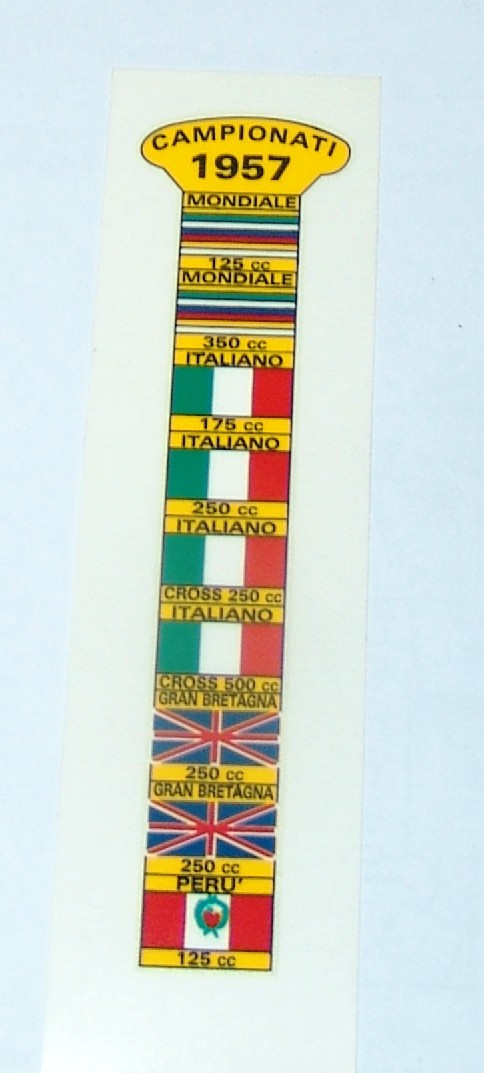 CAMPIONATI
1957
MONDIALE
125 cc
MONDIALE
350 cc
ITALIANO
175 cc
ITALIANO
250 cc
ITALIANO
CROSS 250 cc
ITALIANO
CROSS 500 cc
GRAN BRETAGNA
250 cc
GRAN BRETAGNA
250 cc
PERU'
125 cc